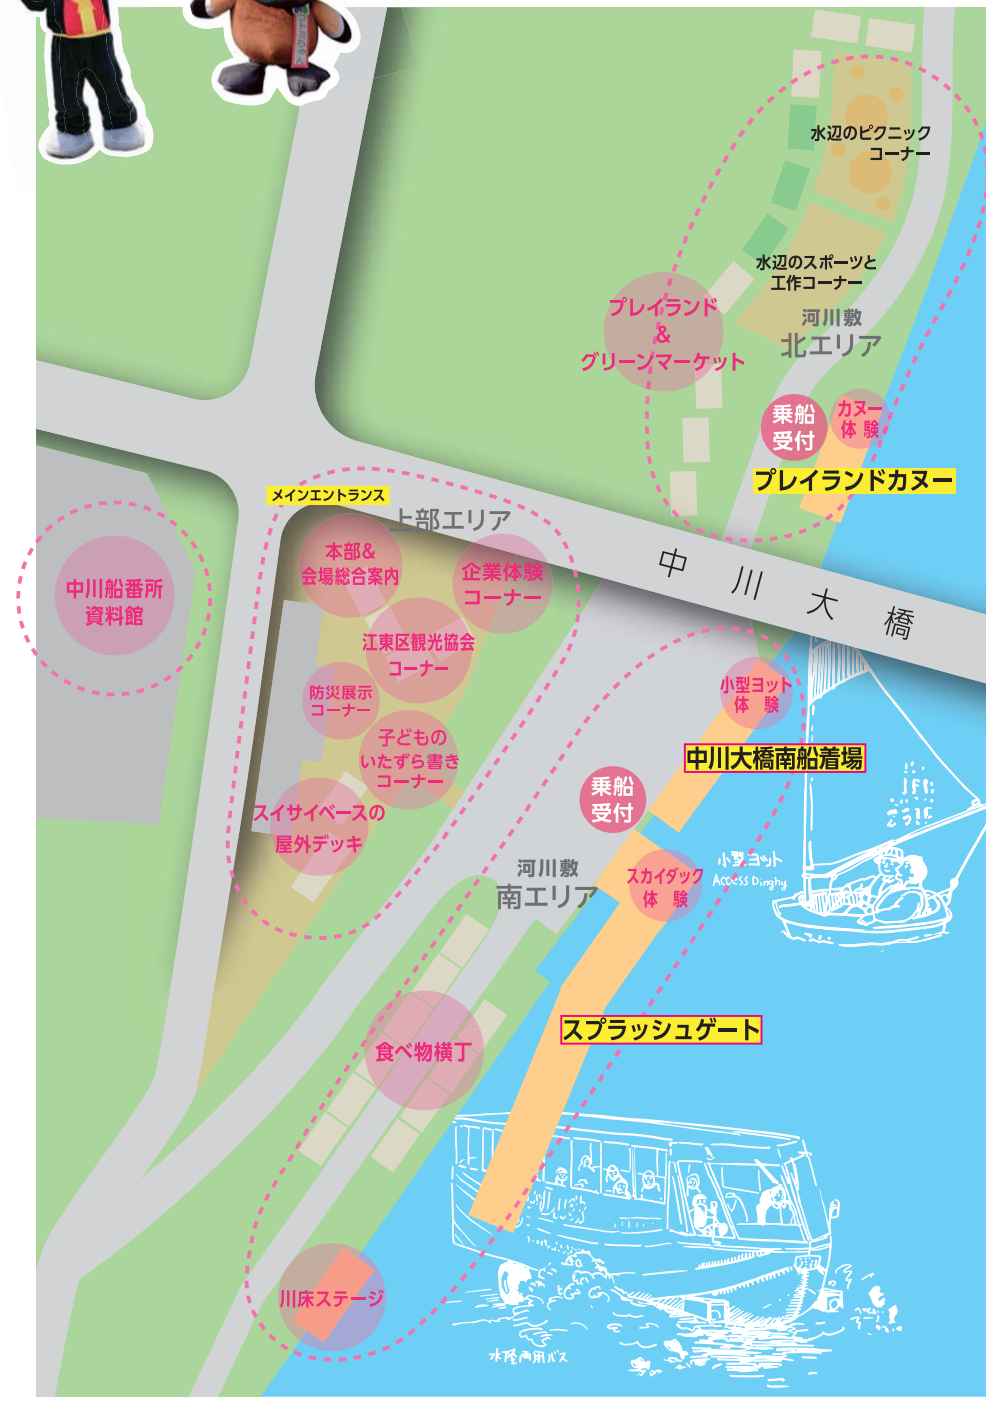 コトミちゃん
水辺のピクニック
コーナー
水辺のスポーツと
工作コーナー
河川敷
北エリア
プレイランド
&
グリーンマーケット
乗船
受付
カヌー
体 験
プレイランドカヌー
メインエントランス
上部エリア
中川大橋
本部&
会場総合案内
企業体験
コーナー
中川船番所
資料館
江東区観光協会
コーナー
防災展示
コーナー
子どもの
いたずら書き
コーナー
スイサイベースの
屋外デッキ
小型ヨット
体 験
中川大橋南船着場
乗船
受付
河川敷
南エリア
スカイダック
体 験
小型ヨット
Access Dinghy
スプラッシュゲート
食べ物横丁
川床ステージ
水陸両用バス